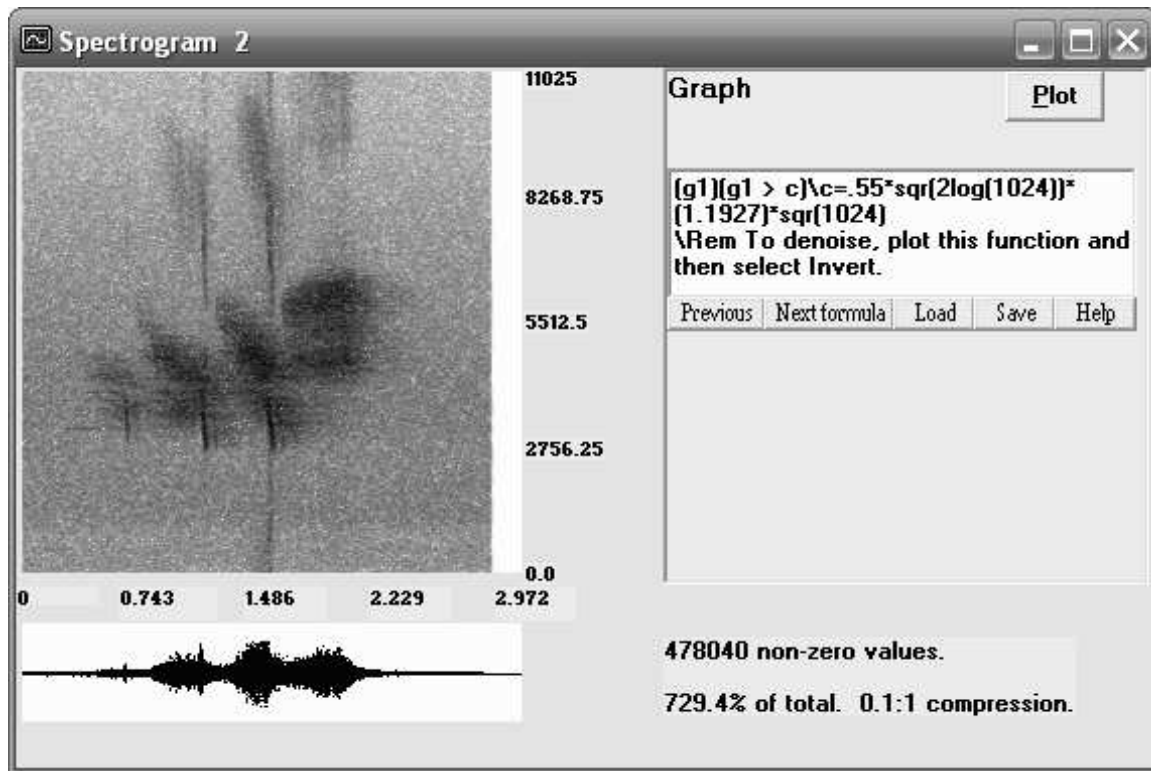 Spectrogram 2
11025
8268.75
5512.5
2756.25
0.0
0 0.743 1.486 2.229 2.972
Graph
Plot
(g1)(g1 > c)\c=.55*sqr(2log(1024))*
(1.1927)*sqr(1024)
\Rem To denoise, plot this function and
then select Invert.
Previous Next formula Load Save Help
478040 non-zero values.
729.4% of total. 0.1:1 compression.